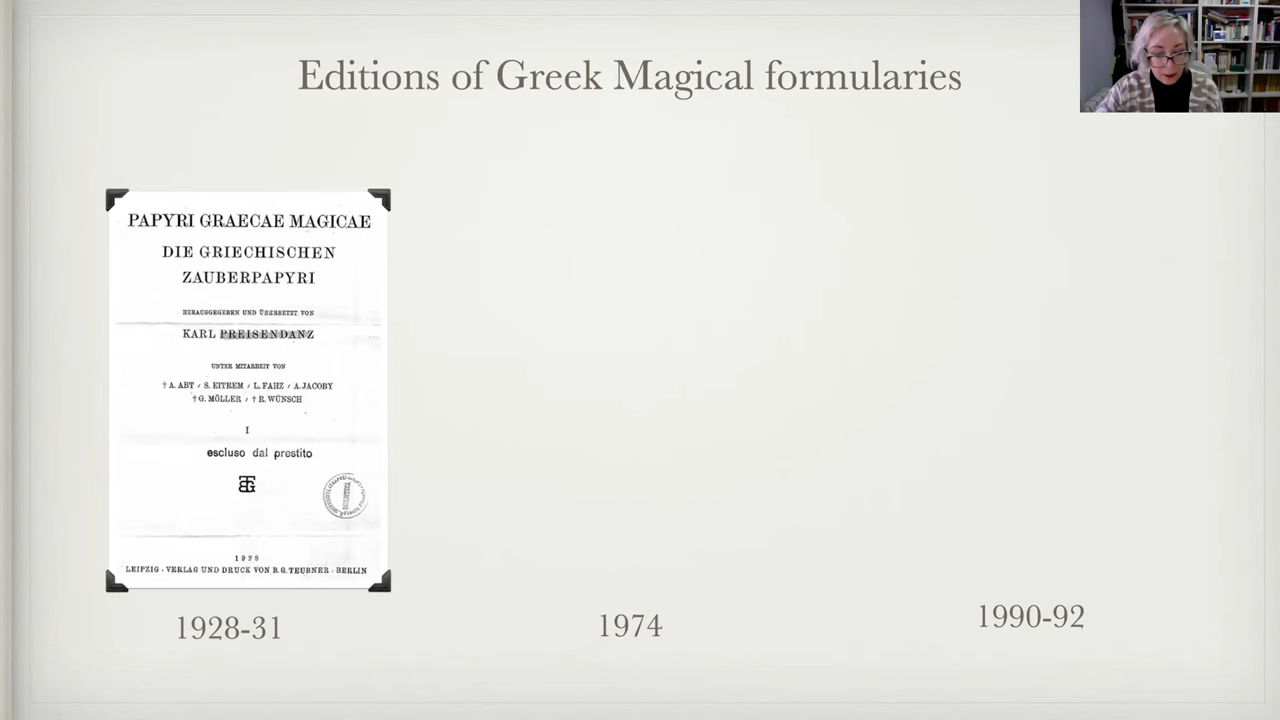 Editions of Greek Magical formularies
PAPYRI GRAECAE MAGICAE
DIE GRIECHISCHEN
ZAUBERPAPYRI
HERAUSGEGEBEN UND ÜBERSETZT VON
KARL PREISENDANZ
UNTER MITARBEIT VON
† A. ABT / S. EITREM / L. FAHZ / A. JACOBY
† G. MÖLLER / † R. WÜNSCH
I
escluso dal prestito
BTG
1928
LEIPZIG · VERLAG UND DRUCK VON B. G. TEUBNER · BERLIN
1928-31
1974
1990-92